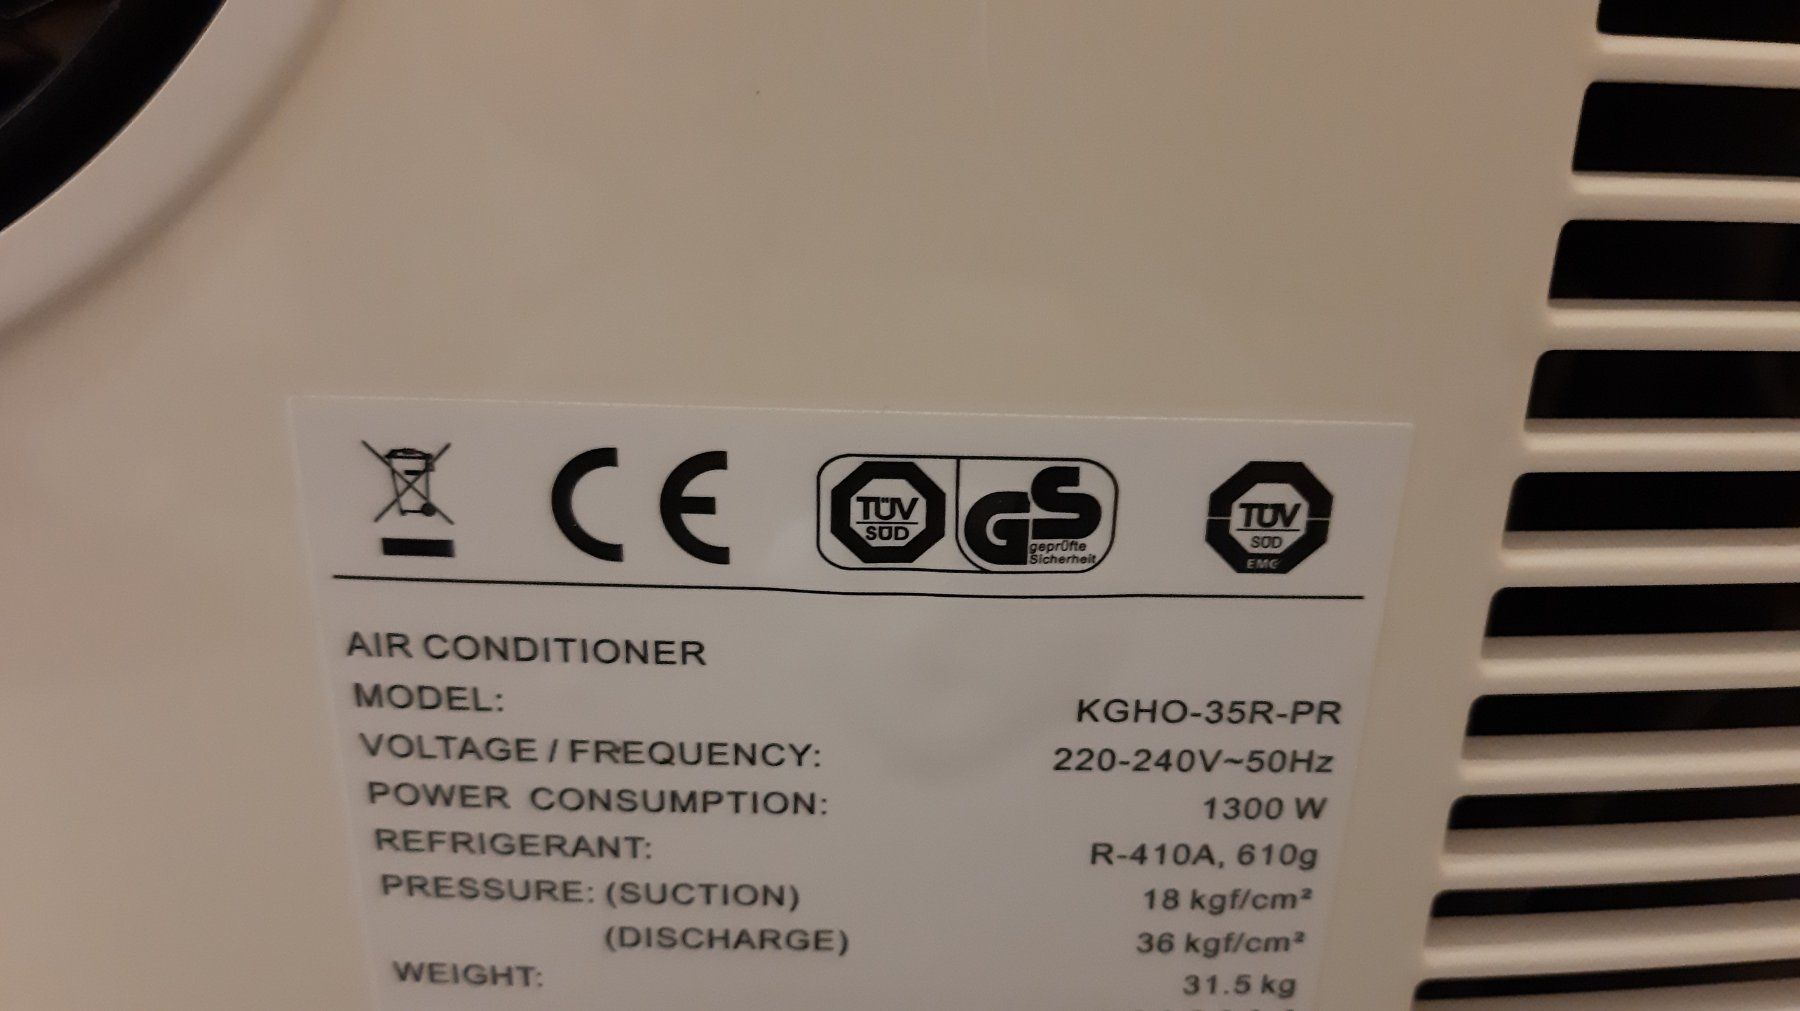 CE
TÜV
SÜD
GS
geprüfte
Sicherheit
TÜV
SÜD
EMC
AIR CONDITIONER
MODEL: KGHO-35R-PR
VOLTAGE / FREQUENCY: 220-240V~50Hz
POWER CONSUMPTION: 1300 W
REFRIGERANT: R-410A, 610g
PRESSURE: (SUCTION) 18 kgf/cm²
(DISCHARGE) 36 kgf/cm²
WEIGHT: 31.5 kg